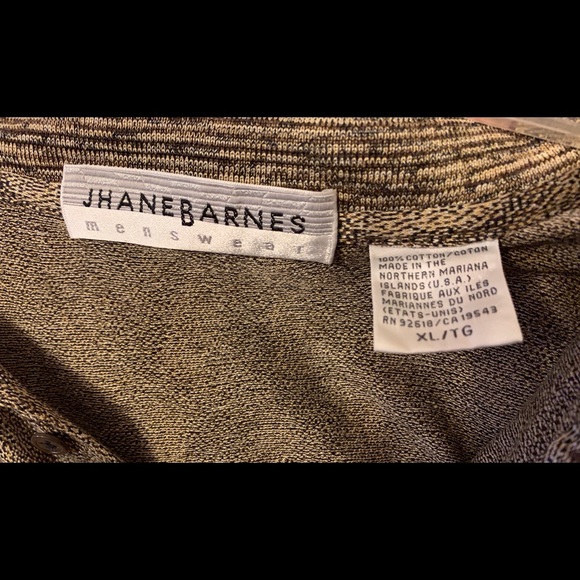 JHANEBARNES
menswear
100% COTTON/COTON
MADE IN THE
NORTHERN MARIANA
ISLANDS(U.S.A.)
FABRIQUE AUX ILES
MARIANNES DU NORD
(ETATS-UNIS)
RN 92618/CA 19543
XL/TG